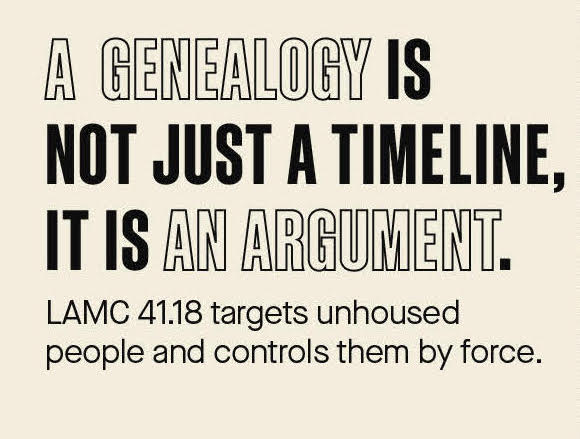 A GENEALOGY IS
NOT JUST A TIMELINE,
IT IS AN ARGUMENT.
LAMC 41.18 targets unhoused
people and controls them by force.